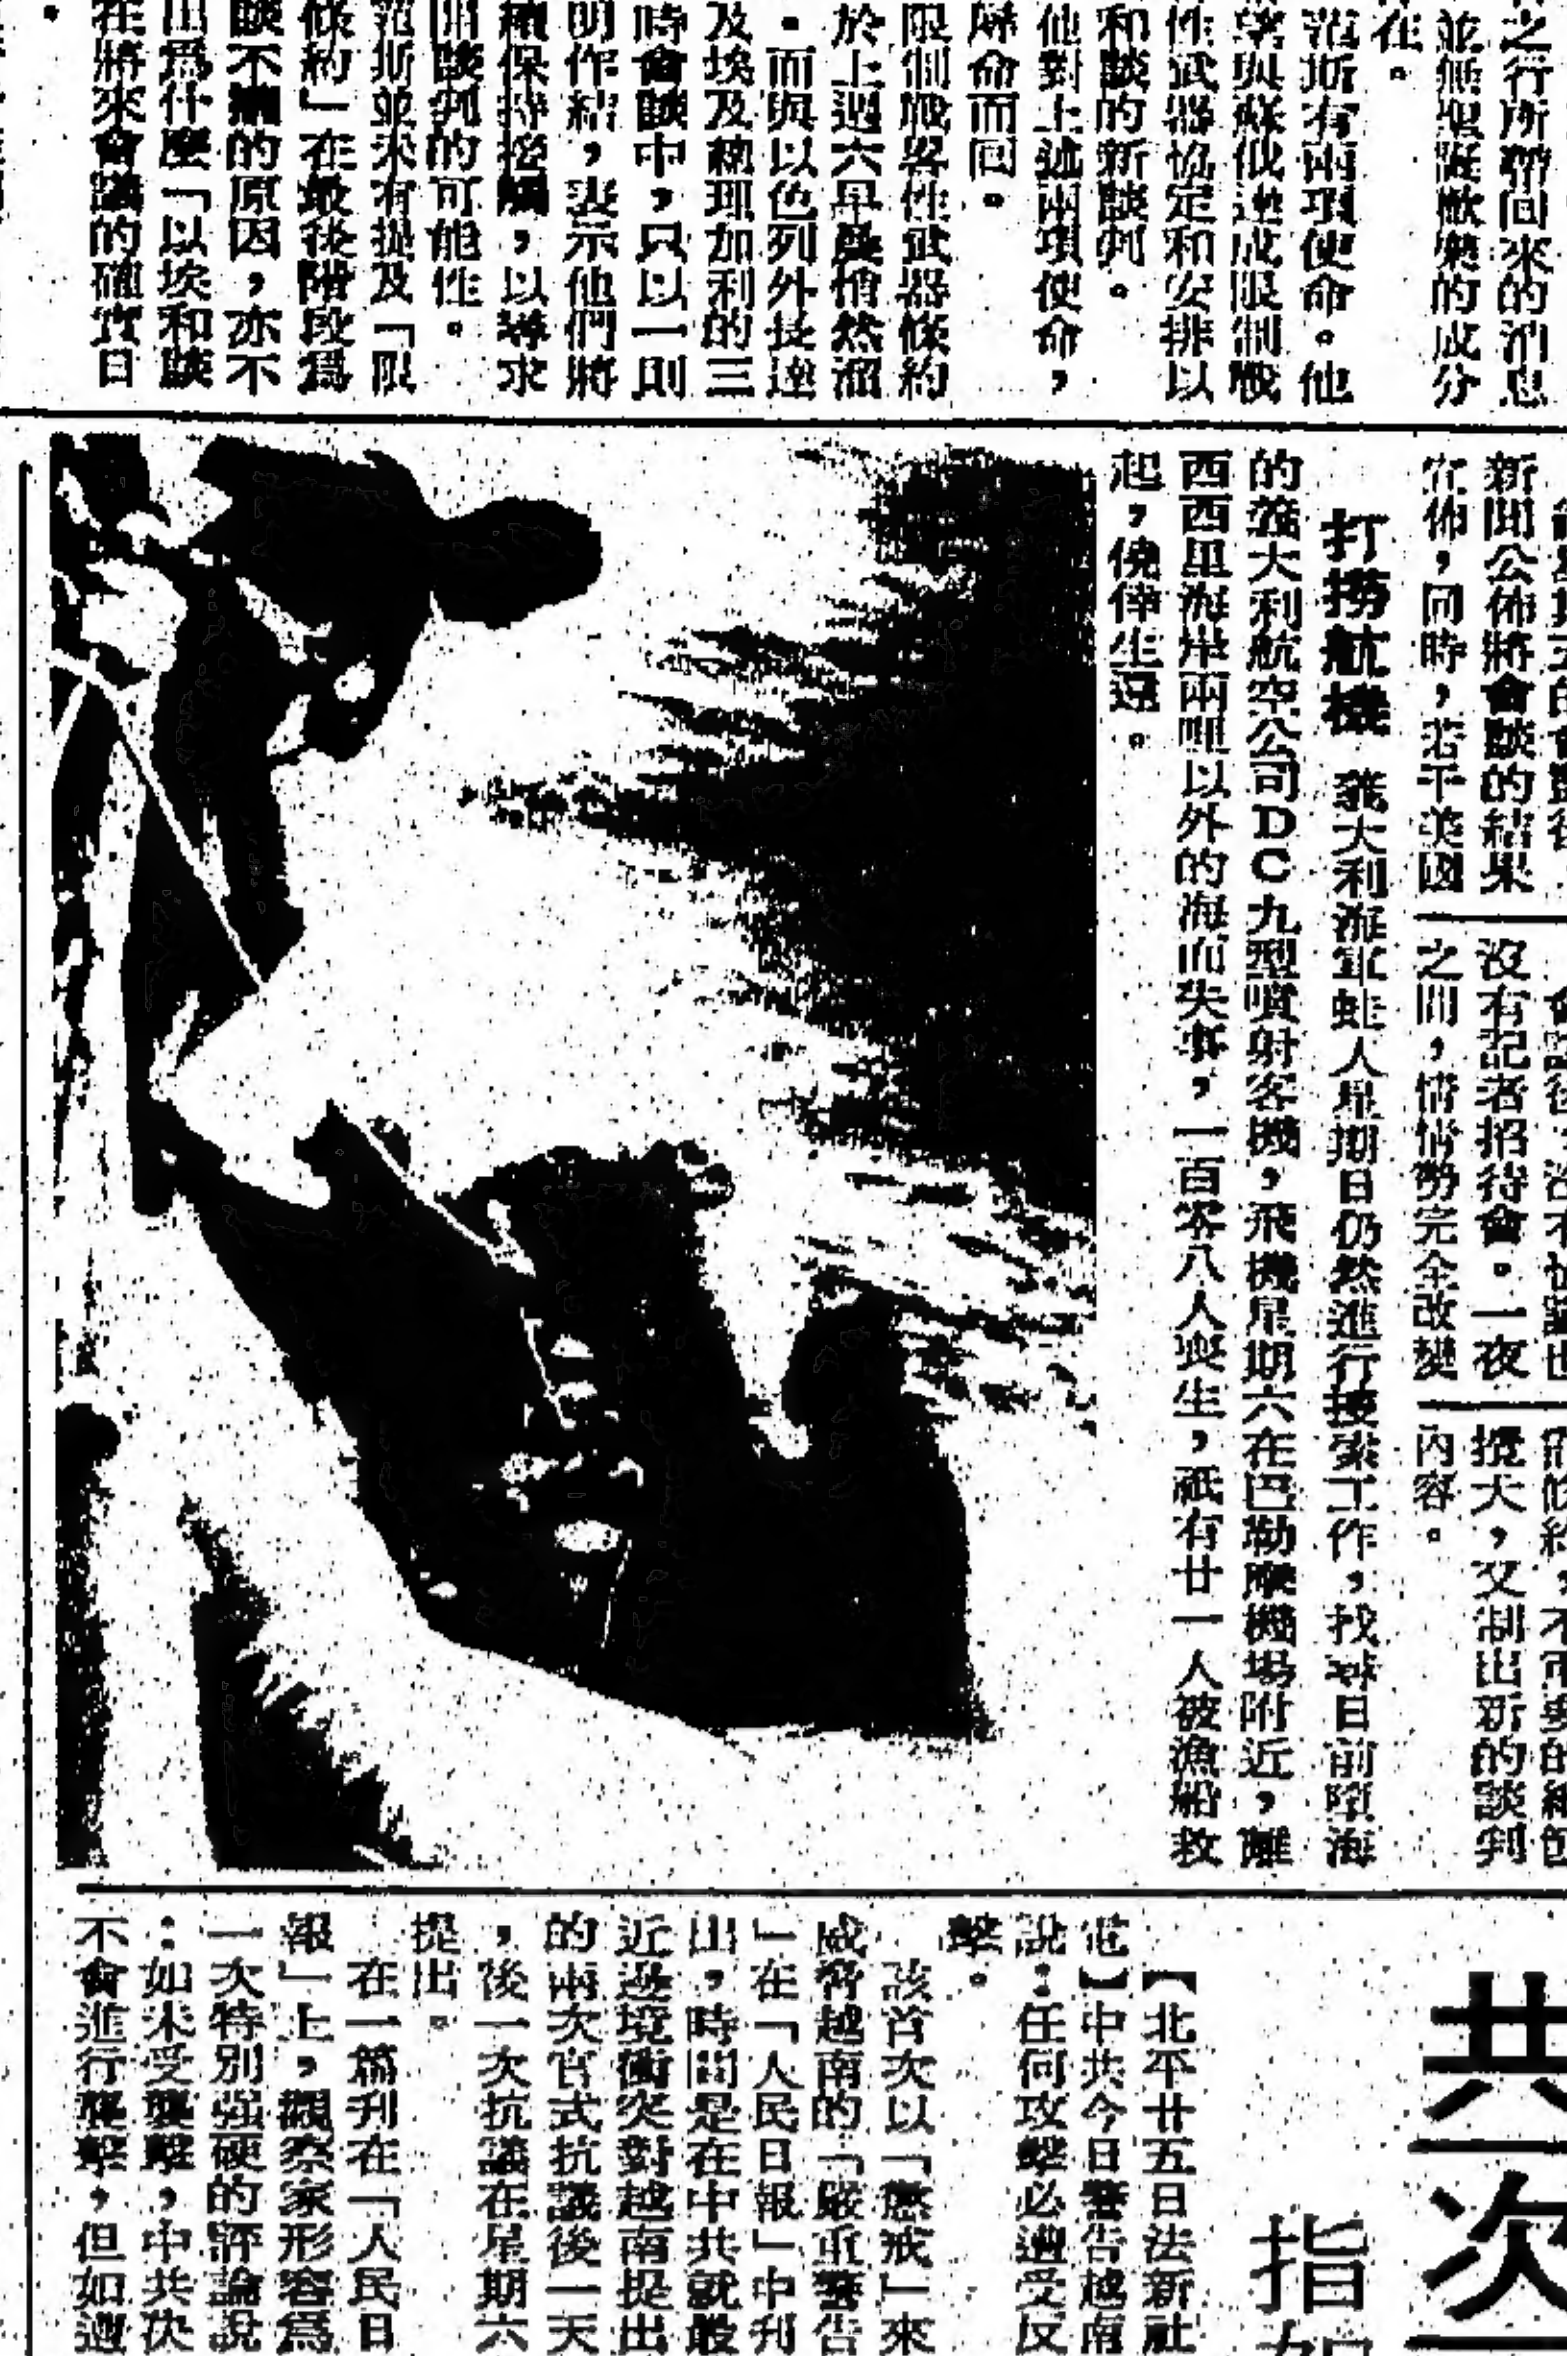 之行所帶回來的消息
並無聖誕歡樂的成分
在。
范斯有兩項使命。他
望與蘇俄達成限制戰
性武器協定和安排以
和談的新談判。
他對上述兩項使命，
辱命而回。
限制戰畧性武器條約
於上週六早晨悄然溜
。而與以色列外長達
及埃及總理加利的三
時會談中，只以一則
明作結，表示他們將
續保持接觸，以尋求
開談判的可能性。
范斯並未有提及「限
條約」在最後階段爲
談不攏的原因，亦不
出爲什麼「以埃和談
在將來會議的確實日
新聞公佈將會談的結果
宣佈，同時，若干美國
沒有記者招待會。一夜
之間，情勢完全改變
攪大，又制出新的談判
內容。
打撈航機 義大利海軍蛙人星期日仍然進行搜索工作，找尋日前墮海
的義大利航空公司DC九型噴射客機，飛機星期六在巴勒摩機場附近，離
西西里海岸兩哩以外的海面失事，一百零八人喪生，祇有廿一人被漁船救
起，僥倖生還。
共
次
指
【北平廿五日法新社
電】中共今日警告越南
說：任何攻擊必遭受反
擊。
該首次以「懲戒」來
威脅越南的「嚴重警告
」在「人民日報」中刊
出，時間是在中共就最
近邊境衝突對越南提出
的兩次官式抗議後一天
，後一次抗議在星期六
提出。
在一篇刊在「人民日
報」上，觀察家形容爲
一次特別强硬的評論說
：如未受襲擊，中共决
不會進行襲擊，但如遭